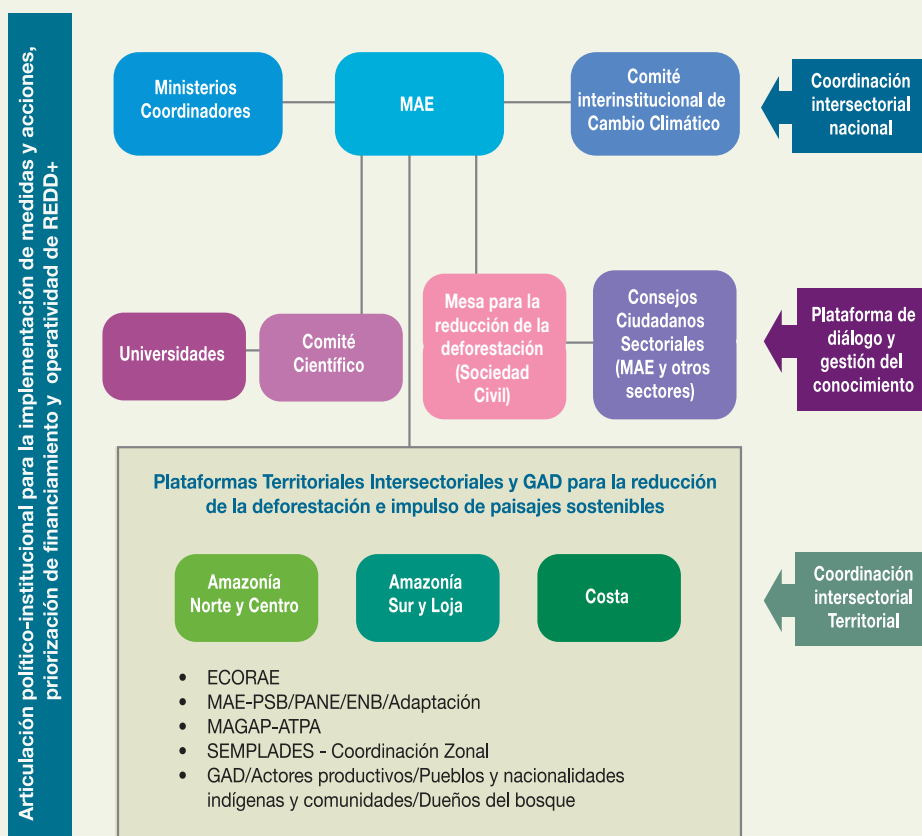 Articulación político-institucional para la implementación de medidas y acciones,
priorización de financiamiento y operatividad de REDD+
Ministerios
Coordinadores
MAE
Comité
interinstitucional de
Cambio Climático
Coordinación
intersectorial
nacional
Universidades
Comité
Científico
Mesa para la
reducción de la
deforestación
(Sociedad
Civil)
Consejos
Ciudadanos
Sectoriales
(MAE y otros
sectores)
Plataforma de
diálogo y
gestión del
conocimiento
Plataformas Territoriales Intersectoriales y GAD para la reducción
de la deforestación e impulso de paisajes sostenibles
Amazonía
Norte y Centro
Amazonía
Sur y Loja
Costa
Coordinación
intersectorial
Territorial
• ECORAE
• MAE-PSB/PANE/ENB/Adaptación
• MAGAP-ATPA
• SEMPLADES - Coordinación Zonal
• GAD/Actores productivos/Pueblos y nacionalidades
indígenas y comunidades/Dueños del bosque